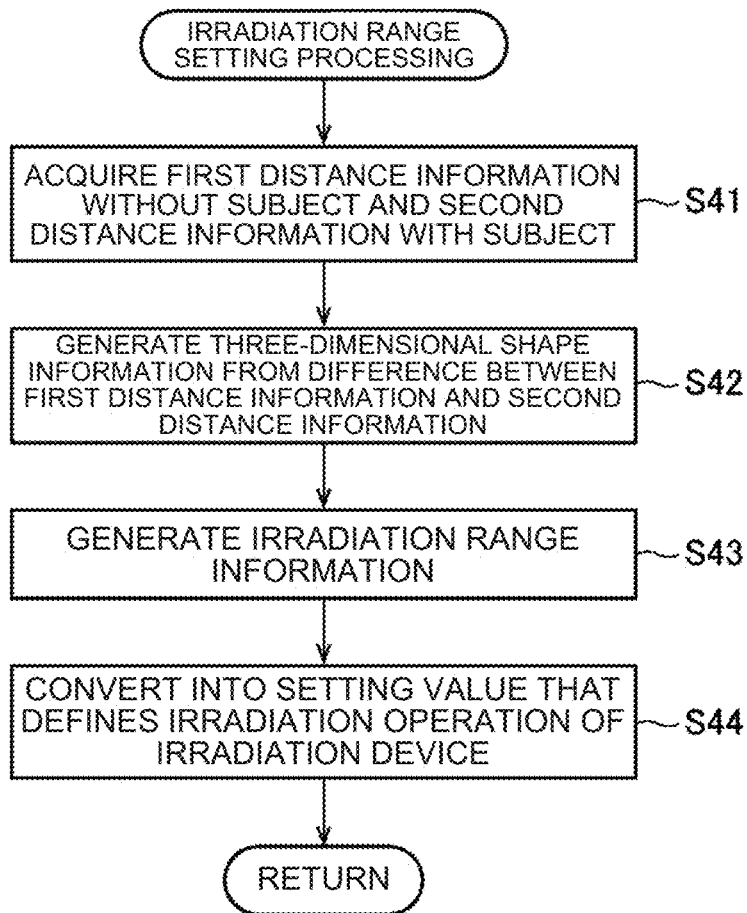 IRRADIATION RANGE
SETTING PROCESSING
ACQUIRE FIRST DISTANCE INFORMATION
WITHOUT SUBJECT AND SECOND
DISTANCE INFORMATION WITH SUBJECT.
S41
GENERATE THREE-DIMENSIONAL SHAPE
INFORMATION FROM DIFFERENCE BETWEEN
FIRST DISTANCE INFORMATION AND SECOND
DISTANCE INFORMATION
S42
GENERATE IRRADIATION RANGE
INFORMATION
S43
CONVERT INTO SETTING VALUE THAT
DEFINES IRRADIATION OPERATION OF
IRRADIATION DEVICE
S44
RETURN